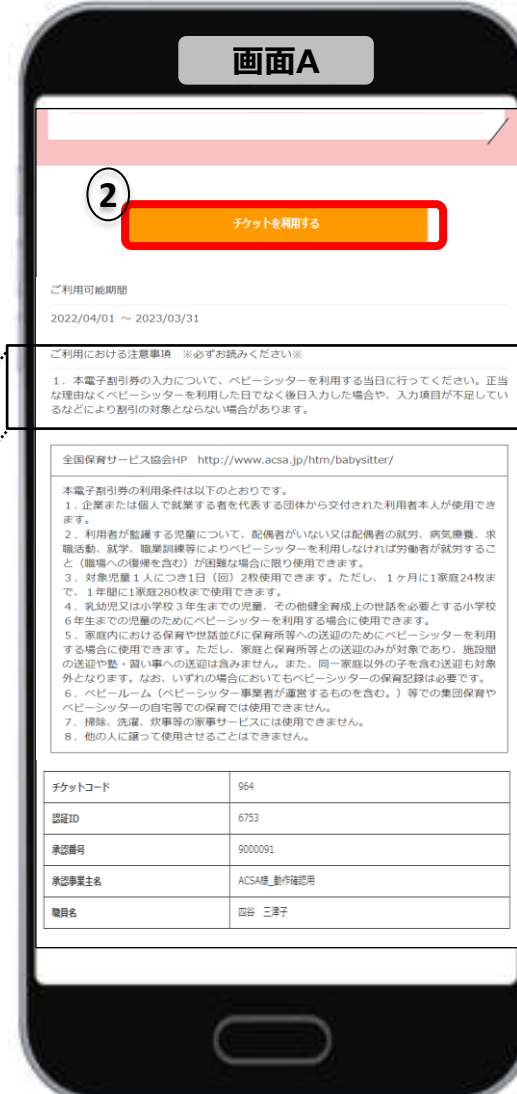 画面A
2
チケットを利用する
ご利用可能期間
2022/04/01 ～ 2023/03/31
ご利用における注意事項　※必ずお読みください※
１．本電子割引券の入力について、ベビーシッターを利用する当日に行ってください。正当
な理由なくベビーシッターを利用した日でなく後日入力した場合や、入力項目が不足してい
るなどにより割引の対象とならない場合があります。
全国保育サービス協会HP　http://www.acsa.jp/htm/babysitter/
本電子割引券の利用条件は以下のとおりです。
１．企業または個人で就業する者を代表する団体から交付された利用者本人が使用でき
ます。
２．利用者が監護する児童について、配偶者がいない又は配偶者の就労、病気療養、求
職活動、就学、職業訓練等によりベビーシッターを利用しなければ労働者が就労するこ
と（職場への復帰を含む）が困難な場合に限り使用できます。
３．対象児童１人につき1日（回）2枚使用できます。ただし、１ヶ月に1家庭24枚ま
で、１年間に1家庭280枚まで使用できます。
４．乳幼児又は小学校３年生までの児童、その他健全育成上の世話を必要とする小学校
６年生までの児童のためにベビーシッターを利用する場合に使用できます。
５．家庭内における保育や世話並びに保育所等への送迎のためにベビーシッターを利用
する場合に使用できます。ただし、家庭と保育所等との送迎のみが対象であり、施設間
の送迎や塾・習い事への送迎は含みません。また、同一家庭以外の子を含む送迎も対象
外となります。なお、いずれの場合においてもベビーシッターの保育記録は必要です。
６．ベビールーム（ベビーシッター事業者が運営するものを含む。）等での集団保育や
ベビーシッターの自宅等での保育では使用できません。
７．掃除、洗濯、炊事等の家事サービスには使用できません。
８．他の人に譲って使用させることはできません。
チケットコード　964
認証ID　6753
承認番号　9000091
承認事業主名　ACSA様_動作確認用
職員名　四谷　三津子